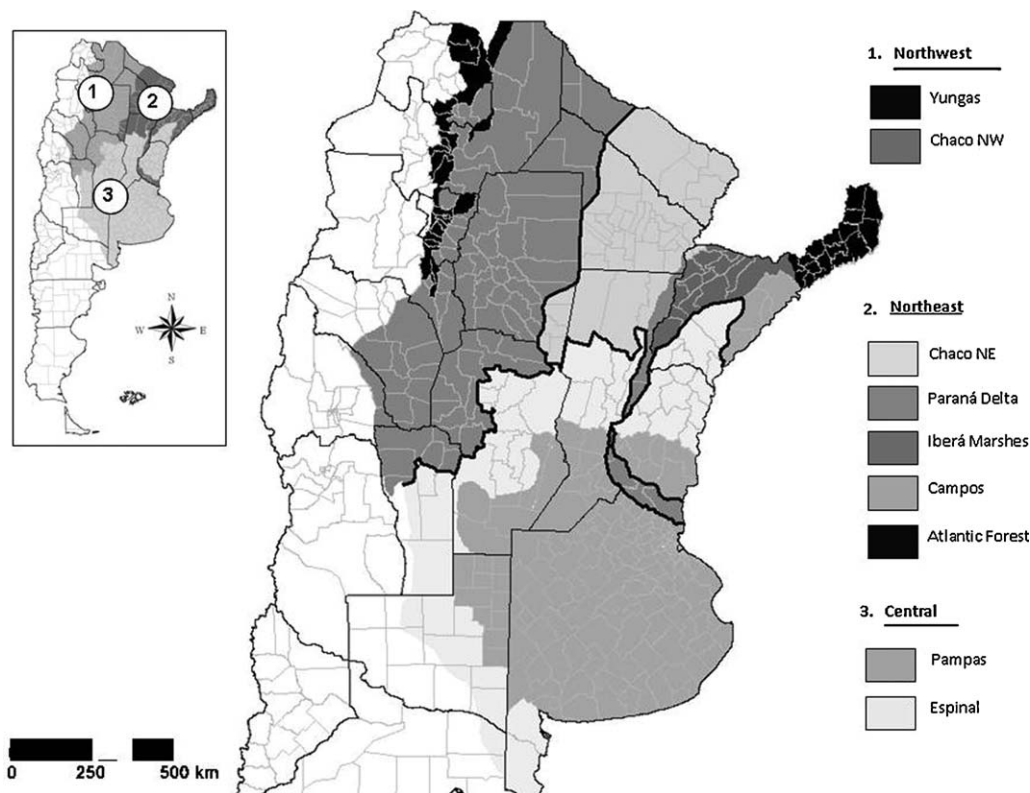 1
2
3
N
W E
S
1. Northwest
Yungas
Chaco NW
2. Northeast
Chaco NE
Paraná Delta
Iberá Marshes
Campos
Atlantic Forest
3. Central
Pampas
Espinal
0 250 500 km